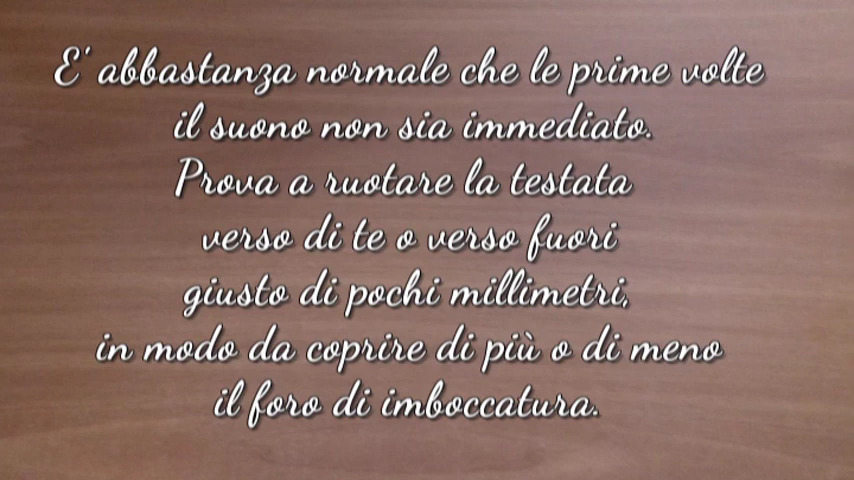 E' abbastanza normale che le prime volte
il suono non sia immediato.
Prova a ruotare la testata
verso di te o verso fuori
giusto di pochi millimetri,
in modo da coprire di più o di meno
il foro di imboccatura.